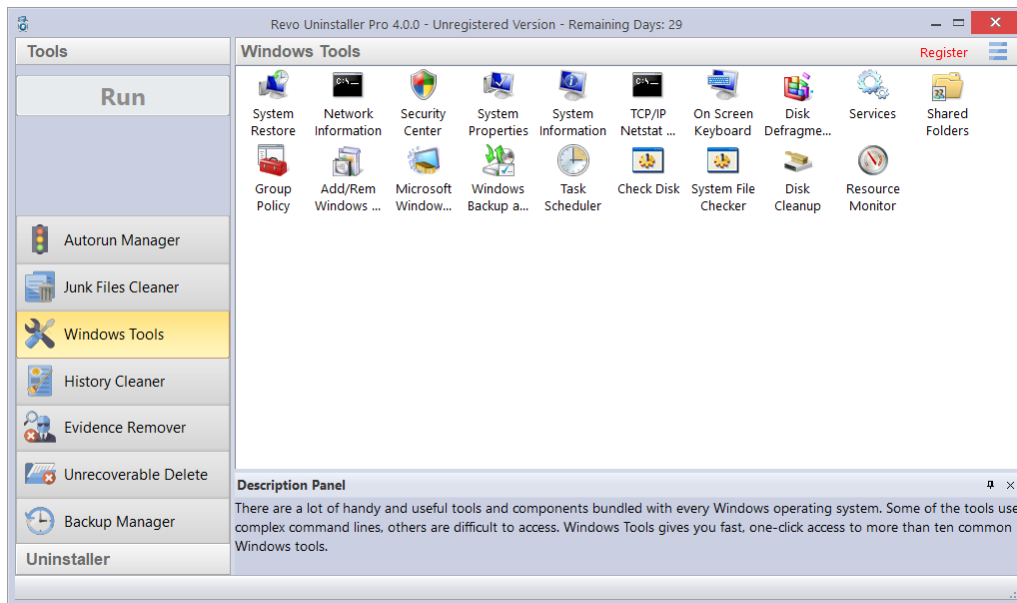 Revo Uninstaller Pro 4.0.0 - Unregistered Version - Remaining Days: 29
Tools
Run
Autorun Manager
Junk Files Cleaner
Windows Tools
History Cleaner
Evidence Remover
Unrecoverable Delete
Backup Manager
Uninstaller
Windows Tools
Register
System Restore
Network Information
Security Center
System Properties
System Information
TCP/IP Netstat ...
On Screen Keyboard
Disk Defragme...
Services
Shared Folders
Group Policy
Add/Rem Windows ...
Microsoft Window...
Windows Backup a...
Task Scheduler
Check Disk
System File Checker
Disk Cleanup
Resource Monitor
Description Panel
There are a lot of handy and useful tools and components bundled with every Windows operating system. Some of the tools use
complex command lines, others are difficult to access. Windows Tools gives you fast, one-click access to more than ten common
Windows tools.